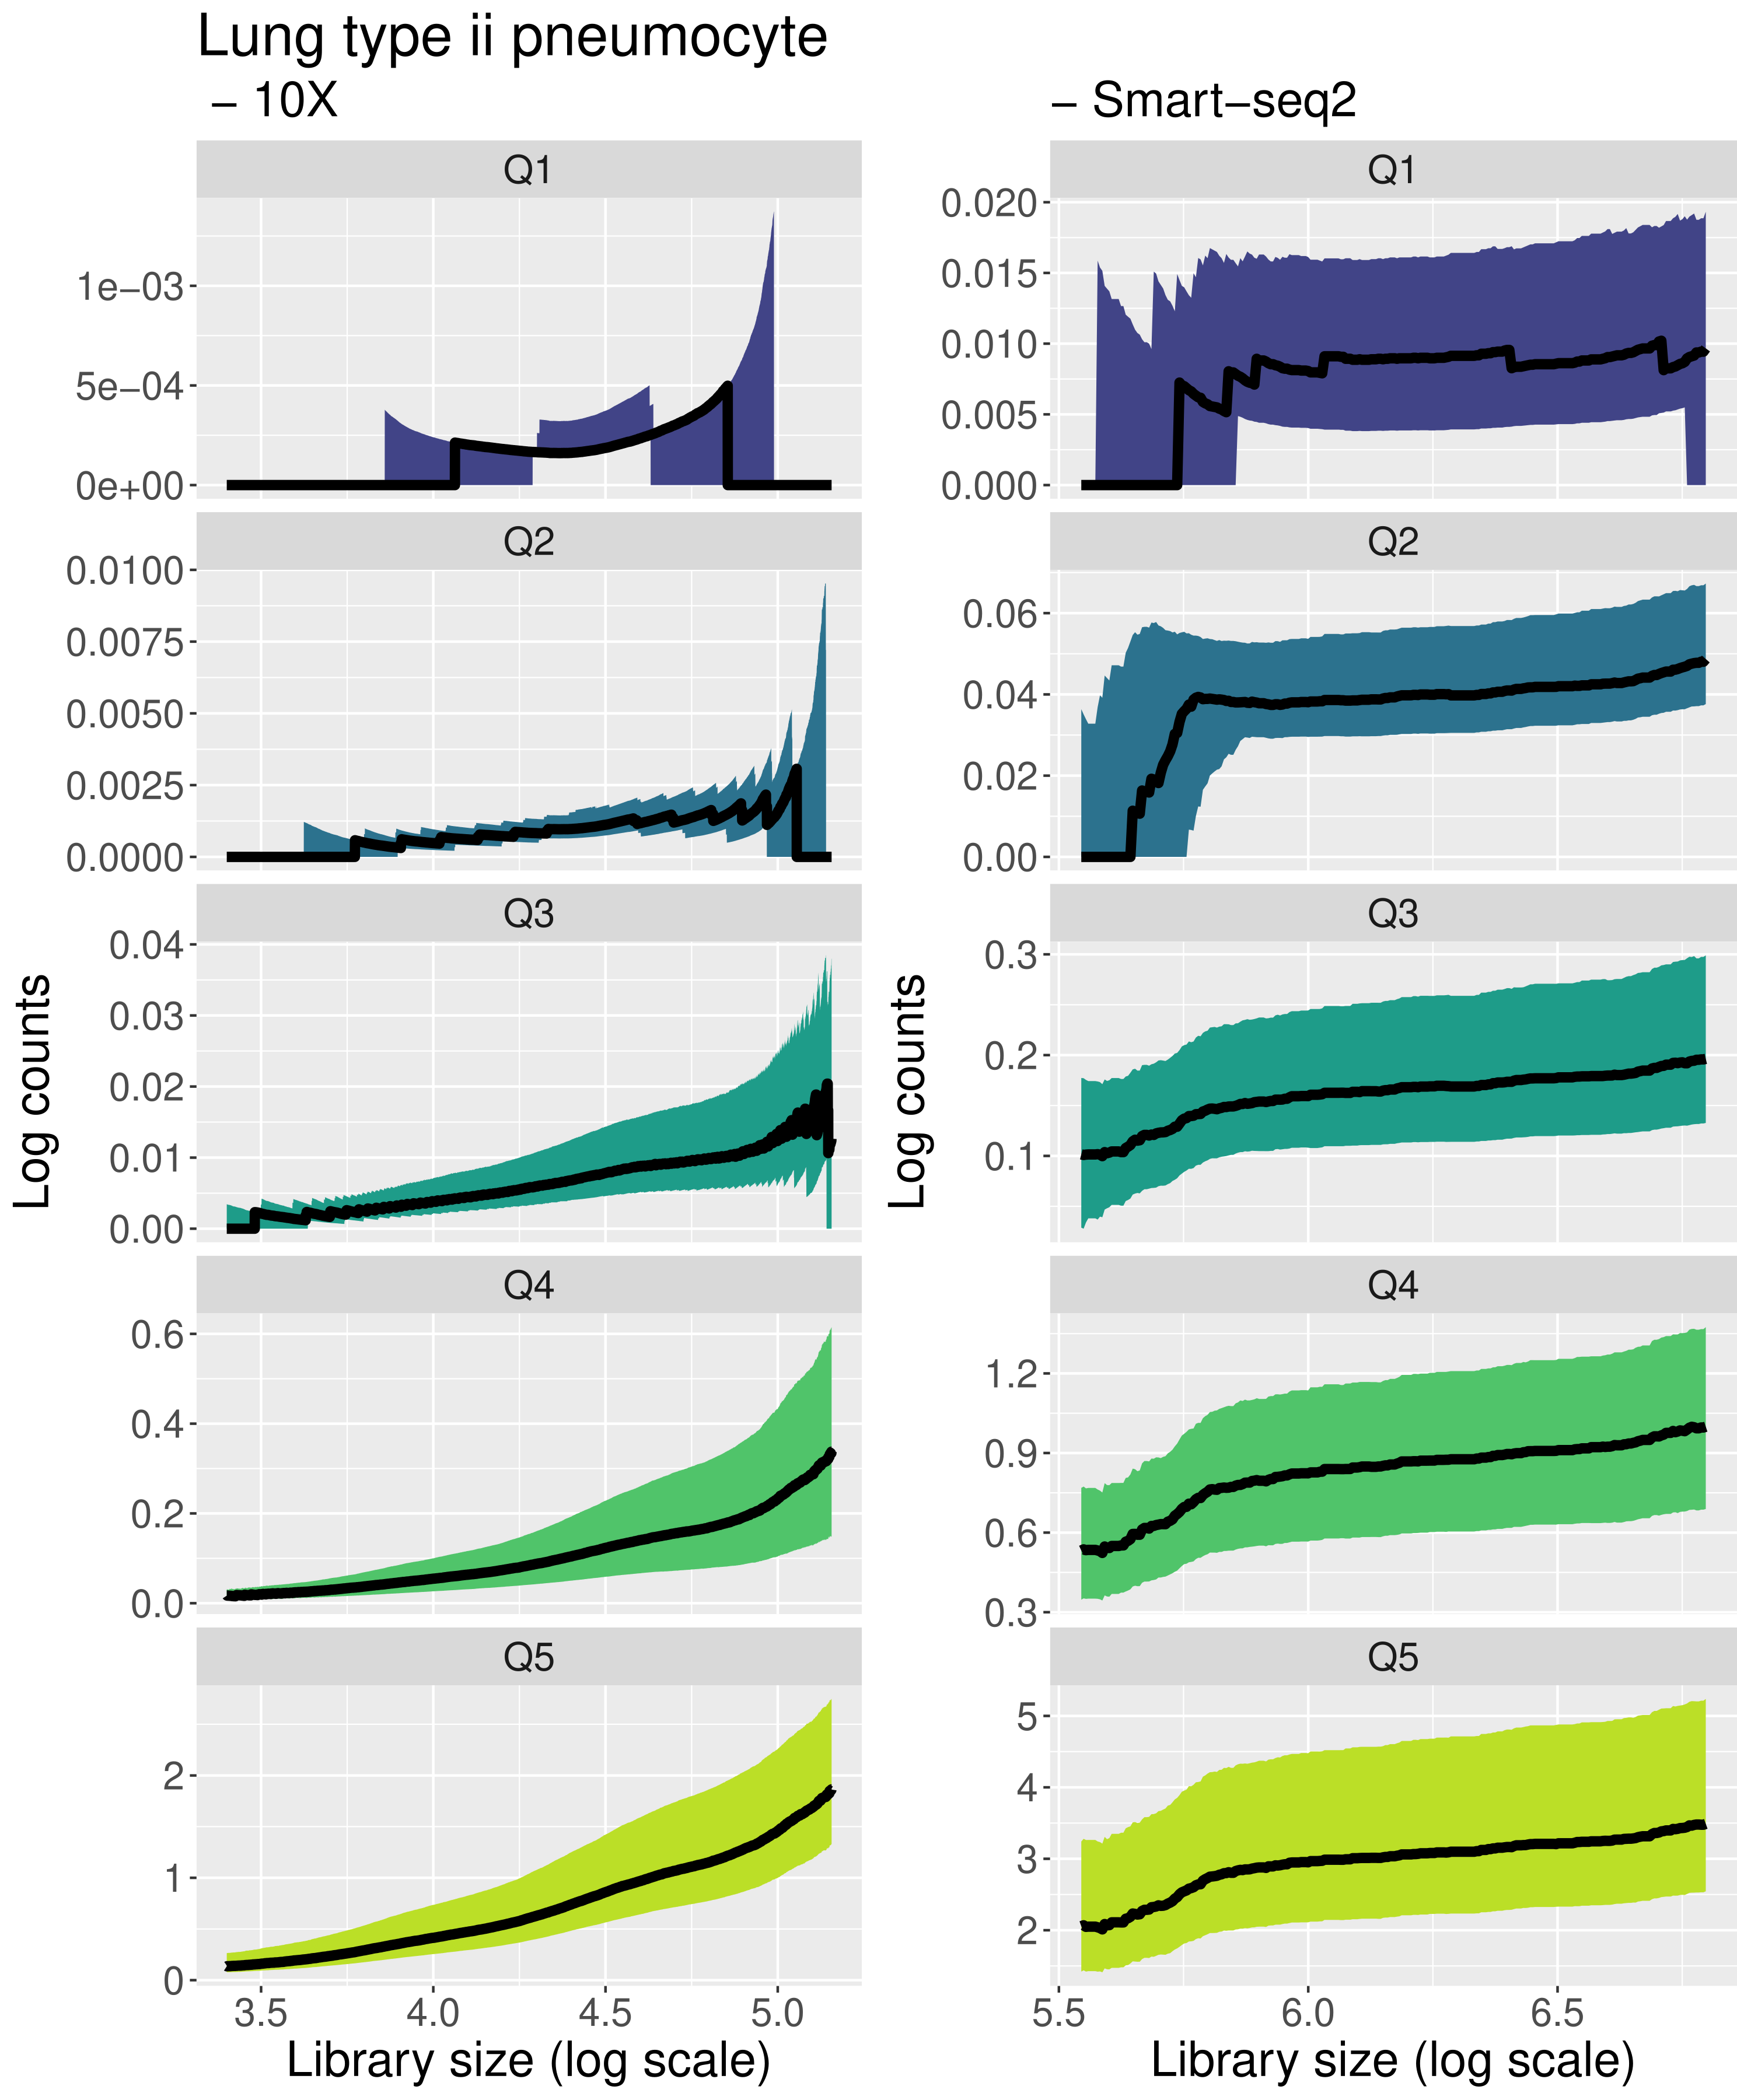 Lung type ii pneumocyte
– 10X
Q1
1e−03
5e−04
0e+00
Q2
0.0100
0.0075
0.0050
0.0025
0.0000
Q3
0.04
0.03
0.02
0.01
0.00
Q4
0.6
0.4
0.2
0.0
Q5
2
1
0
3.5 4.0 4.5 5.0
Library size (log scale)
Log counts
– Smart−seq2
Q1
0.020
0.015
0.010
0.005
0.000
Q2
0.06
0.04
0.02
0.00
Q3
0.3
0.2
0.1
Q4
1.2
0.9
0.6
0.3
Q5
5
4
3
2
5.5 6.0 6.5
Library size (log scale)
Log counts